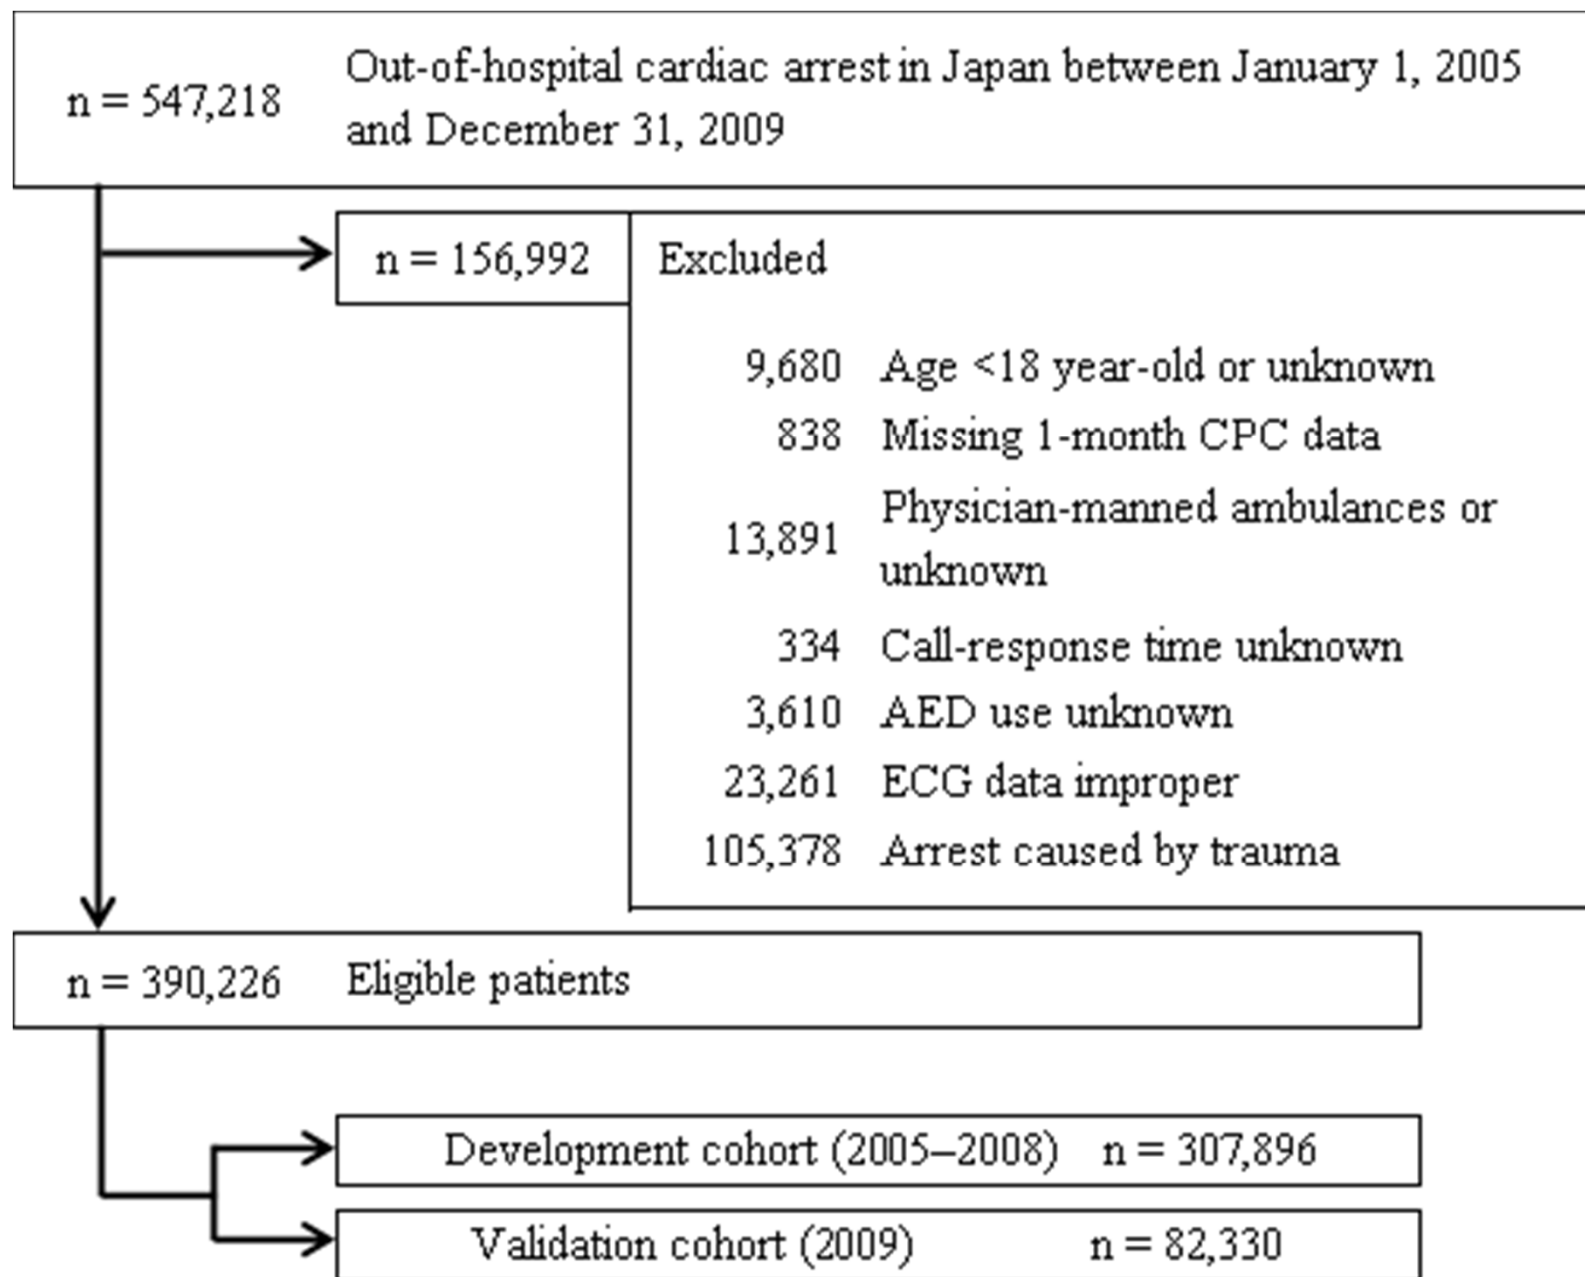 n = 547,218 Out-of-hospital cardiac arrest in Japan between January 1, 2005
and December 31, 2009
n = 156,992 Excluded
9,680 Age <18 year-old or unknown
838 Missing 1-month CPC data
13,891 Physician-manned ambulances or
unknown
334 Call-response time unknown
3,610 AED use unknown
23,261 ECG data improper
105,378 Arrest caused by trauma
n = 390,226 Eligible patients
Development cohort (2005–2008) n = 307,896
Validation cohort (2009) n = 82,330